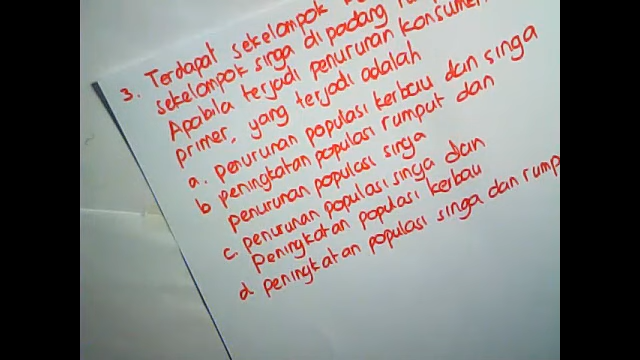 3. Terdapat sekelompok
sekelompok singa di padang
Apabila terjadi penurunan konsumen
primer, yang terjadi adalah
a. penurunan populasi kerbau dan singa
b peningkatan populasi rumput dan
penurunan populasi singa
c. penurunan populasi singa dan
peningkatan populasi kerbau
d. peningkatan populasi singa dan rump